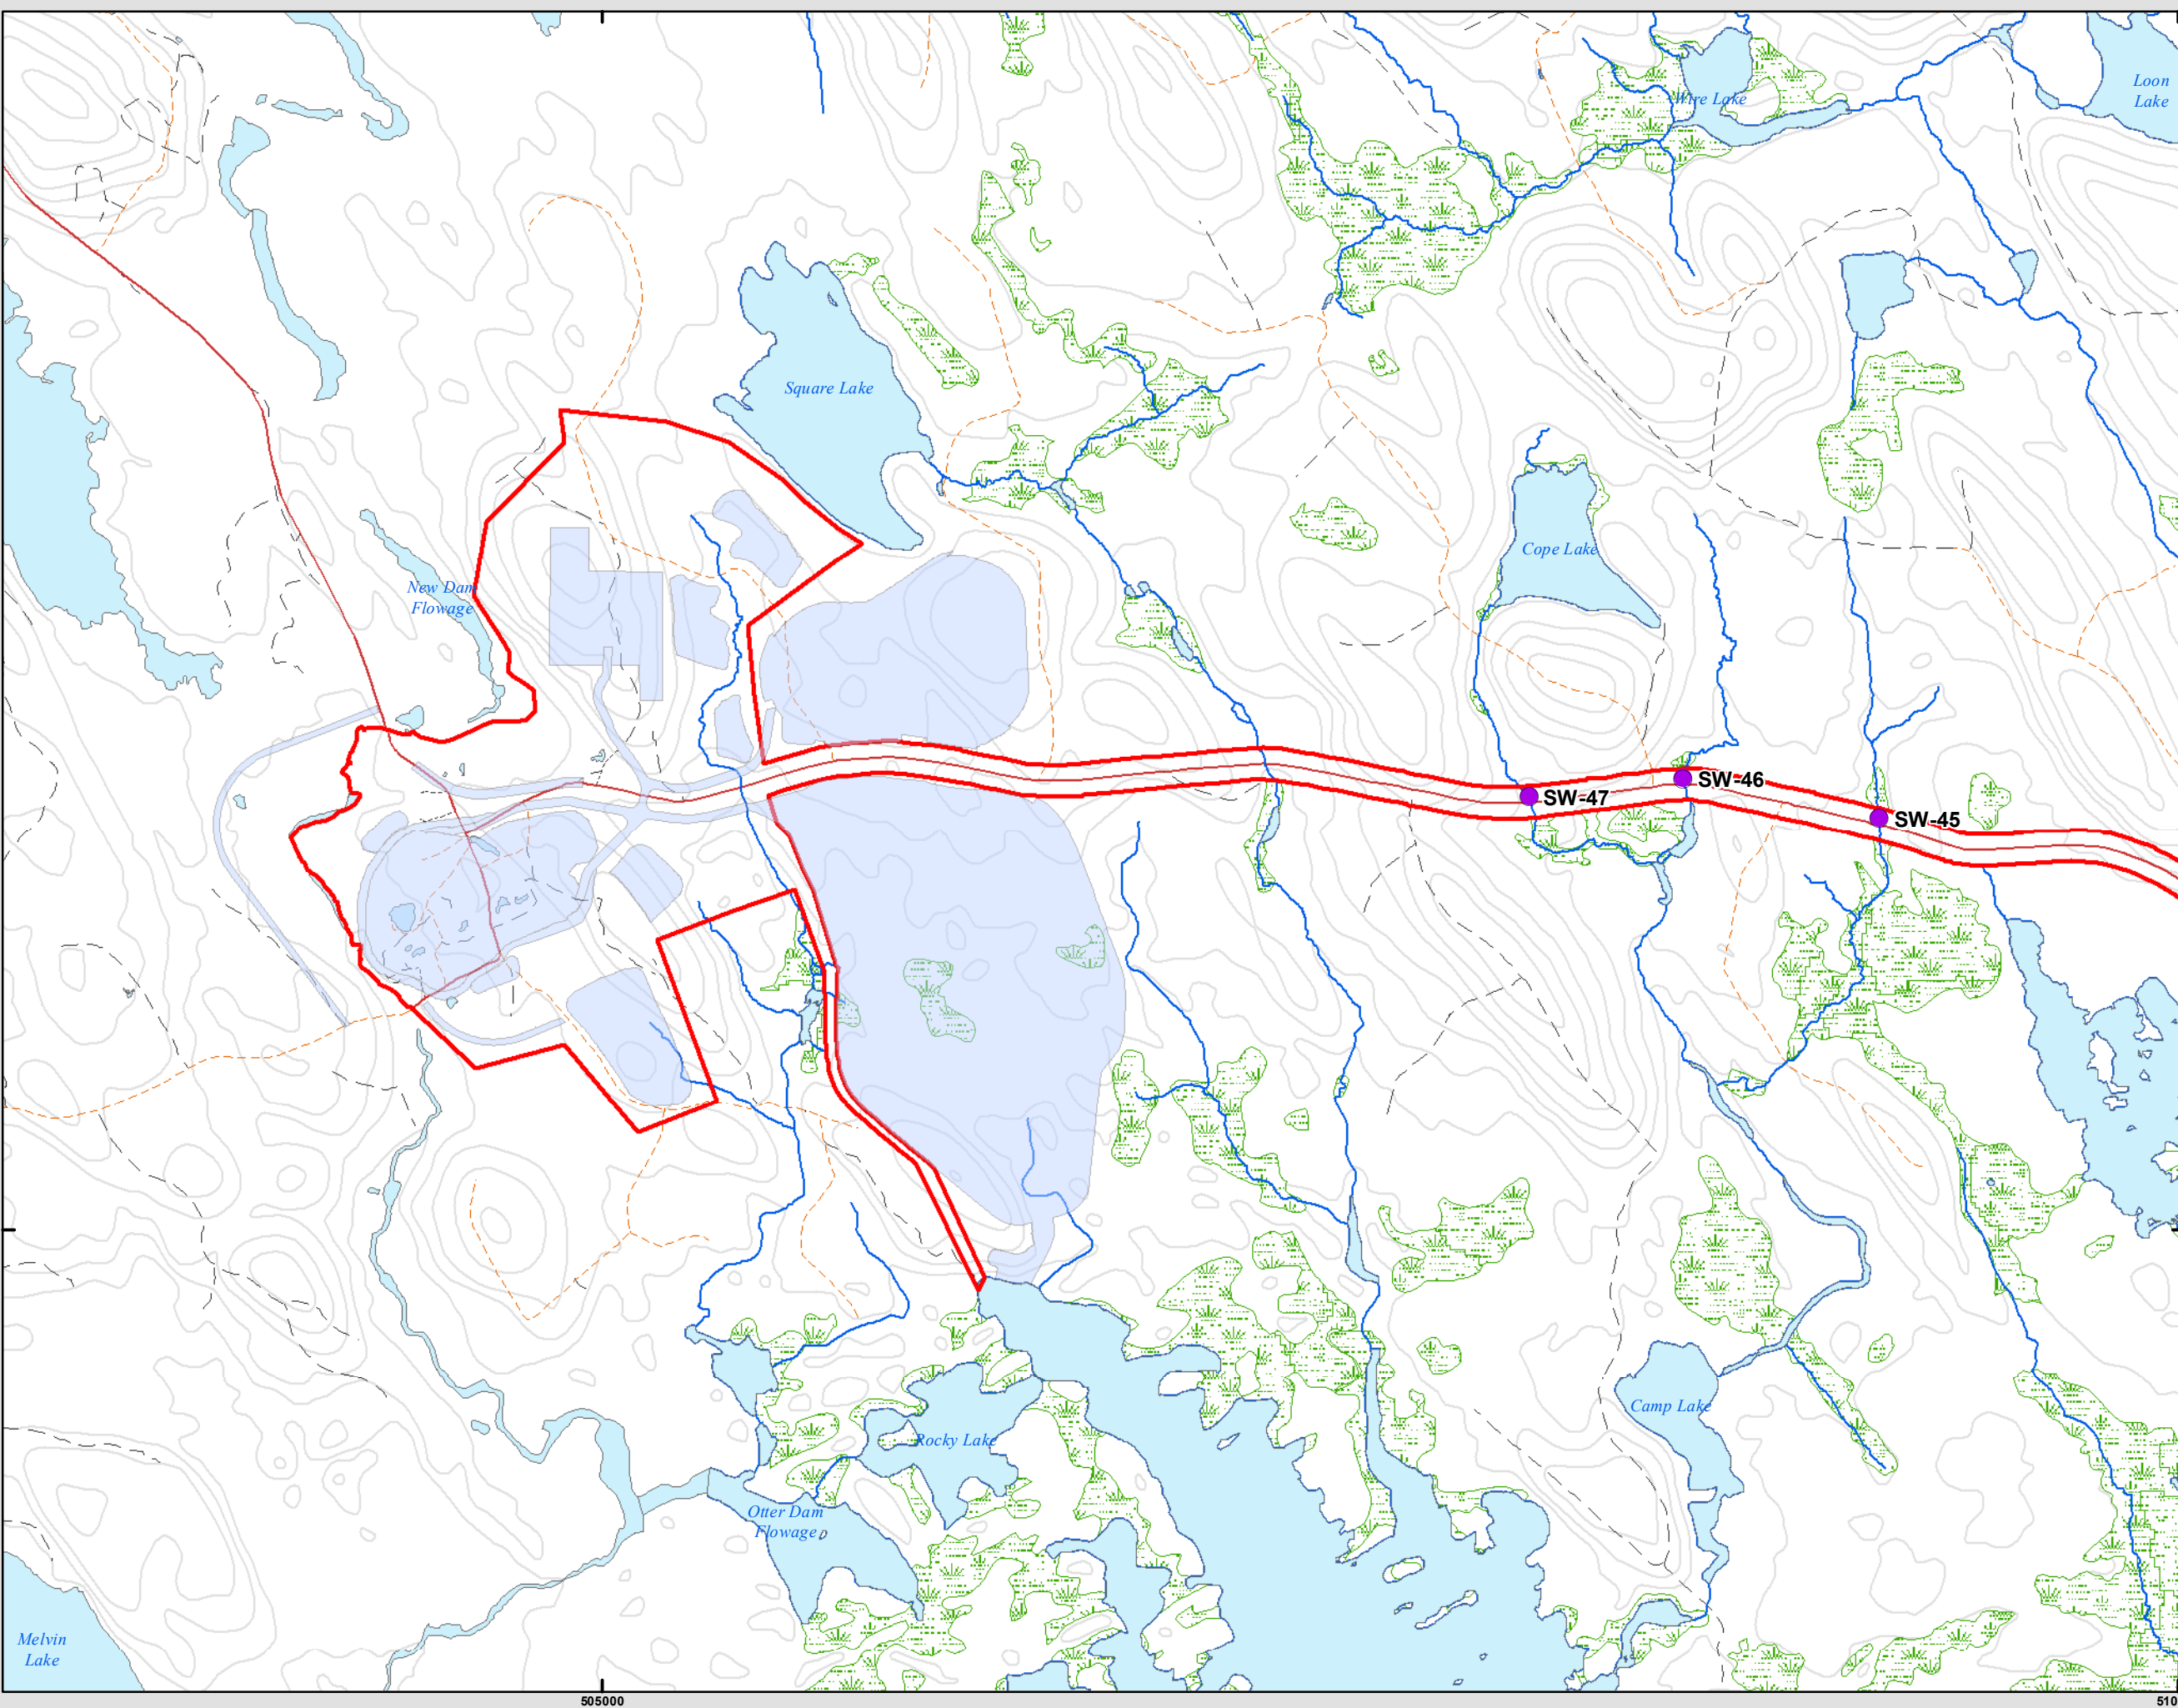 Loon
Lake
Wire Lake
Square Lake
Cope Lake
New Dam
Flowage
SW-46
SW-47
SW-45
Camp Lake
Rocky Lake
Otter Dam
Flowage
Melvin
Lake
505000
510